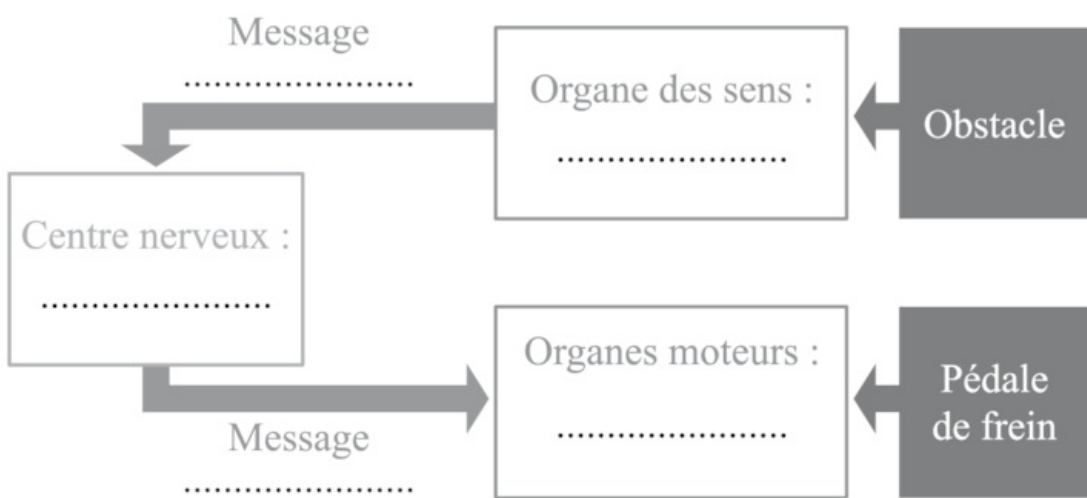 Message
........................
Organe des sens :
........................
Obstacle
Centre nerveux :
........................
Organes moteurs :
........................
Pédale
de frein
Message
........................